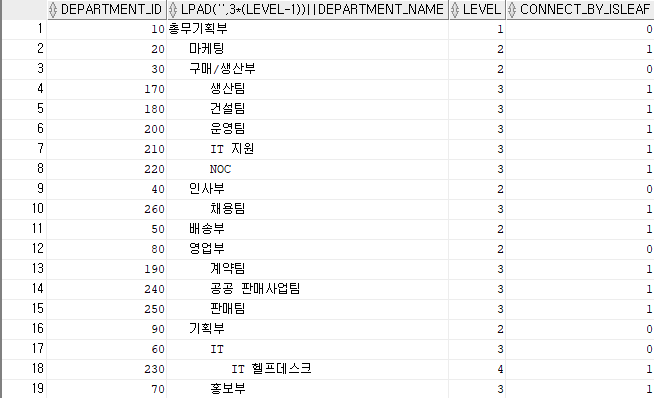 DEPARTMENT_ID LPAD('',3*(LEVEL-1))||DEPARTMENT_NAME LEVEL CONNECT_BY_ISLEAF
1 10 총무기획부 1 0
2 20 마케팅 2 1
3 30 구매/생산부 2 0
4 170 생산팀 3 1
5 180 건설팀 3 1
6 200 운영팀 3 1
7 210 IT 지원 3 1
8 220 NOC 3 1
9 40 인사부 2 0
10 260 채용팀 3 1
11 50 배송부 2 1
12 80 영업부 2 0
13 190 계약팀 3 1
14 240 공공 판매사업팀 3 1
15 250 판매팀 3 1
16 90 기획부 2 0
17 60 IT 3 0
18 230 IT 헬프데스크 4 1
19 70 홍보부 3 1